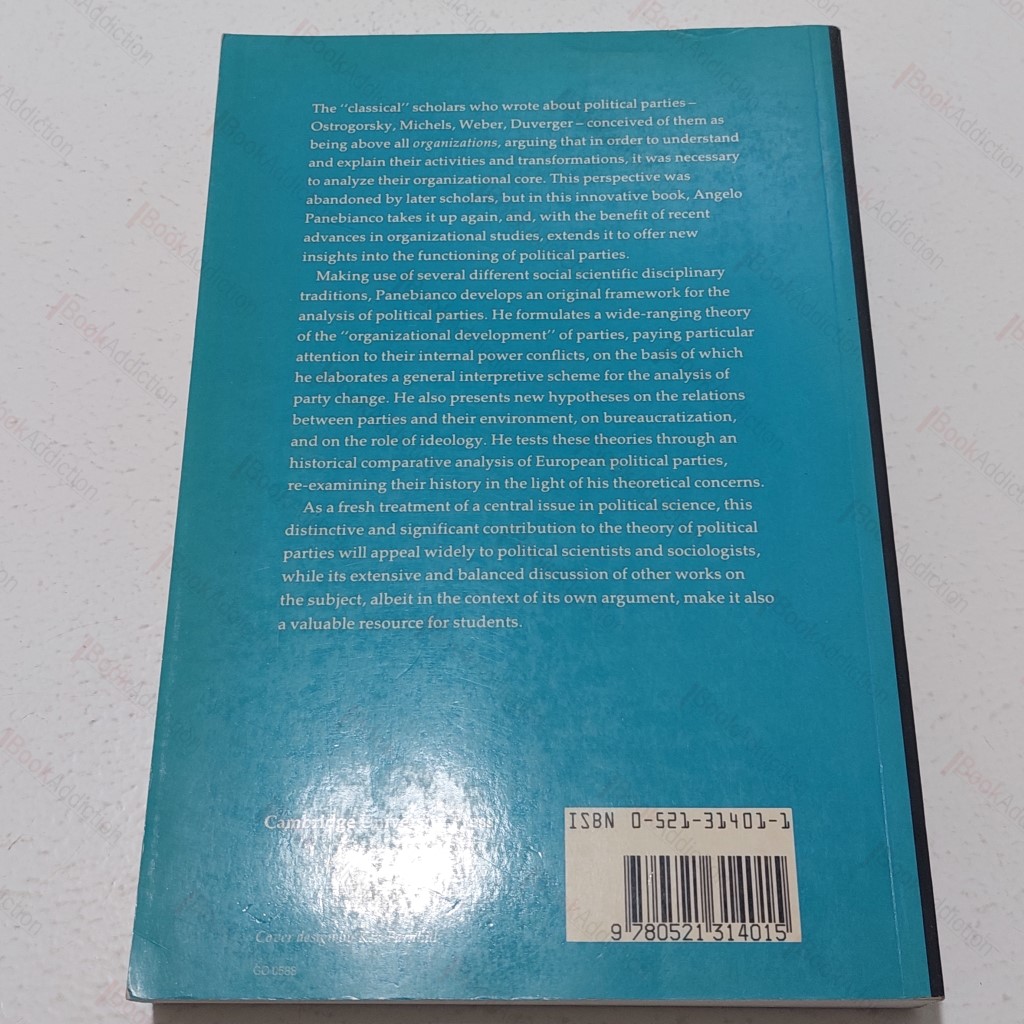 The "classical" scholars who wrote about political parties –
Ostrogorsky, Michels, Weber, Duverger – conceived of them as
being above all organizations, arguing that in order to understand
and explain their activities and transformations, it was necessary
to analyze their organizational core. This perspective was
abandoned by later scholars, but in this innovative book, Angelo
Panebianco takes it up again, and, with the benefit of recent
advances in organizational studies, extends it to offer new
insights into the functioning of political parties.
Making use of several different social scientific disciplinary
traditions, Panebianco develops an original framework for the
analysis of political parties. He formulates a wide-ranging theory
of the "organizational development" of parties, paying particular
attention to their internal power conflicts, on the basis of which
he elaborates a general interpretive scheme for the analysis of
party change. He also presents new hypotheses on the relations
between parties and their environment, on bureaucratization,
and on the role of ideology. He tests these theories through an
historical comparative analysis of European political parties,
re-examining their history in the light of his theoretical concerns.
As a fresh treatment of a central issue in political science, this
distinctive and significant contribution to the theory of political
parties will appeal widely to political scientists and sociologists,
while its extensive and balanced discussion of other works on
the subject, albeit in the context of its own argument, make it also
a valuable resource for students.
Cambridge University Press
ISBN 0-521-31401-1
9 780521 314015
Cover design by
BookAddiction